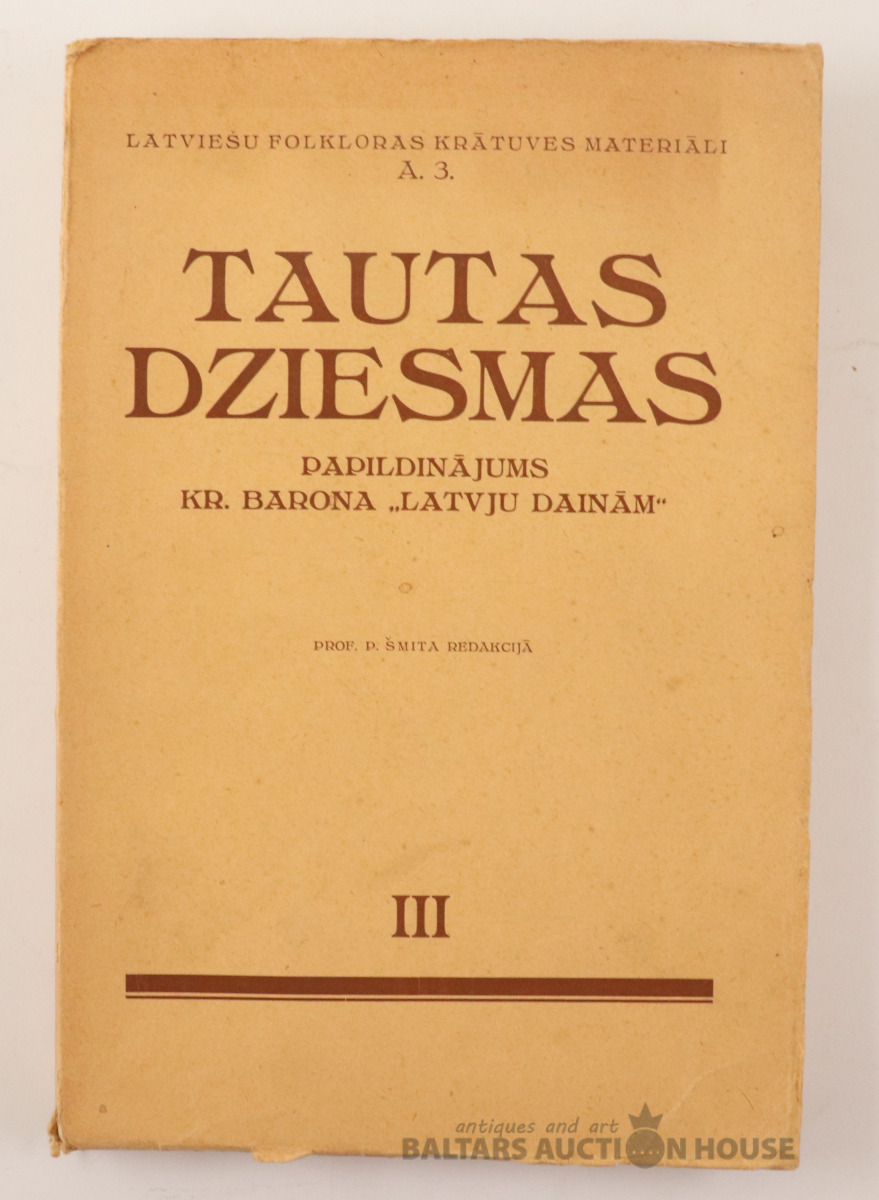 LATVIEŠU FOLKLORAS KRĀTUVES MATERIĀLI
A. 3.
TAUTAS
DZIESMAS
PAPILDINĀJUMS
KR. BARONA „LATVJU DAINĀM“
PROF. P. ŠMITA REDAKCIJĀ
III
antiques and art
BALTARS AUCTION HOUSE